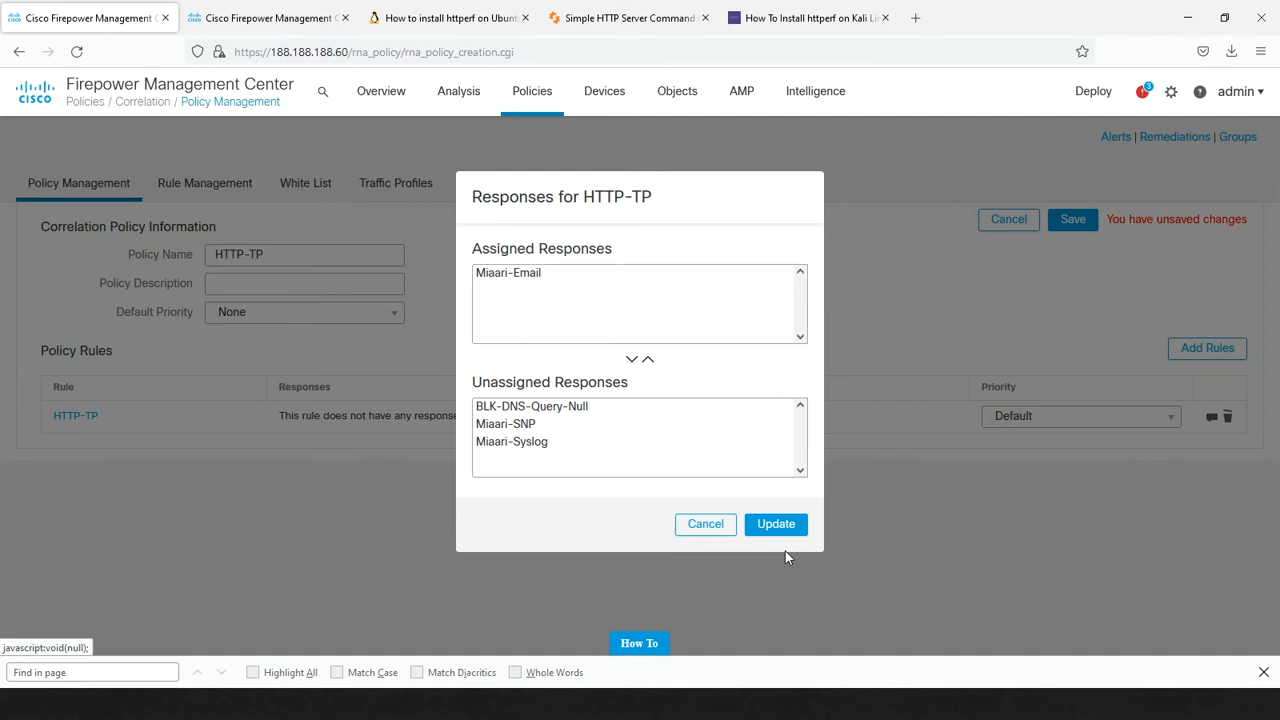 Cisco Firepower Management C
Cisco Firepower Management C
How to install httperf on Ubunt
Simple HTTP Server Command
How To Install httperf on Kali Li
https://188.188.188.60/rna_policy/rna_policy_creation.cgi
CISCO
Firepower Management Center
Policies / Correlation / Policy Management
Overview
Analysis
Policies
Devices
Objects
AMP
Intelligence
Deploy
3
admin
Alerts | Remediations | Groups
Policy Management
Rule Management
White List
Traffic Profiles
Correlation Policy Information
Cancel
Save
You have unsaved changes
Policy Name
HTTP-TP
Policy Description
Default Priority
None
Policy Rules
Add Rules
Rule
Responses
Priority
HTTP-TP
This rule does not have any response
Default
Responses for HTTP-TP
Assigned Responses
Miaari-Email
Unassigned Responses
BLK-DNS-Query-Null
Miaari-SNP
Miaari-Syslog
Cancel
Update
How To
javascript:void(null);
Find in page
Highlight All
Match Case
Match Diacritics
Whole Words